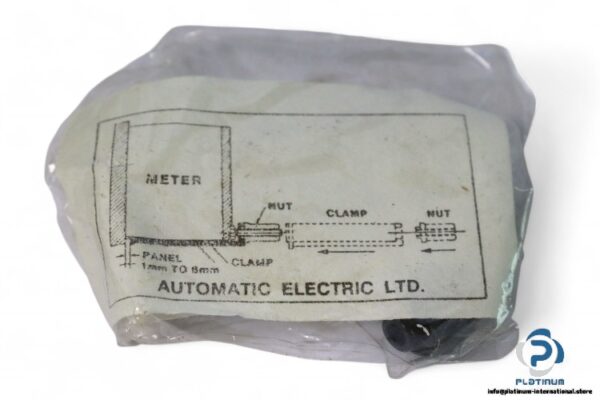 METER
NUT
CLAMP
NUT
PANEL
1mm TO 6mm
CLAMP
AUTOMATIC ELECTRIC LTD.
PLATINUM
info@platinum-international.store